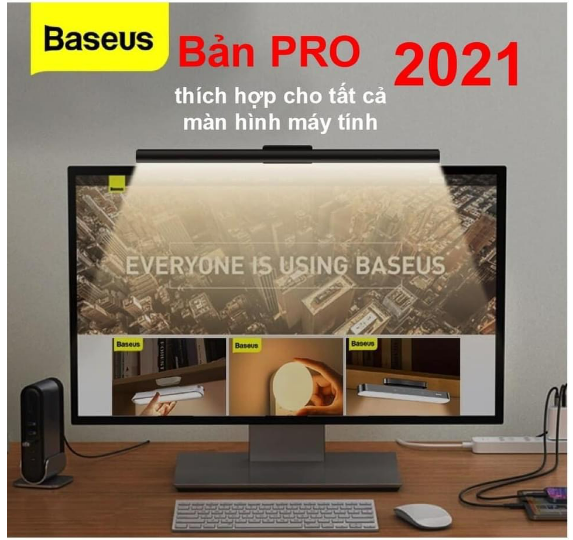 Baseus
Bản PRO 2021
thích hợp cho tất cả
màn hình máy tính
EVERYONE IS USING BASEUS
Baseus
Baseus
Baseus